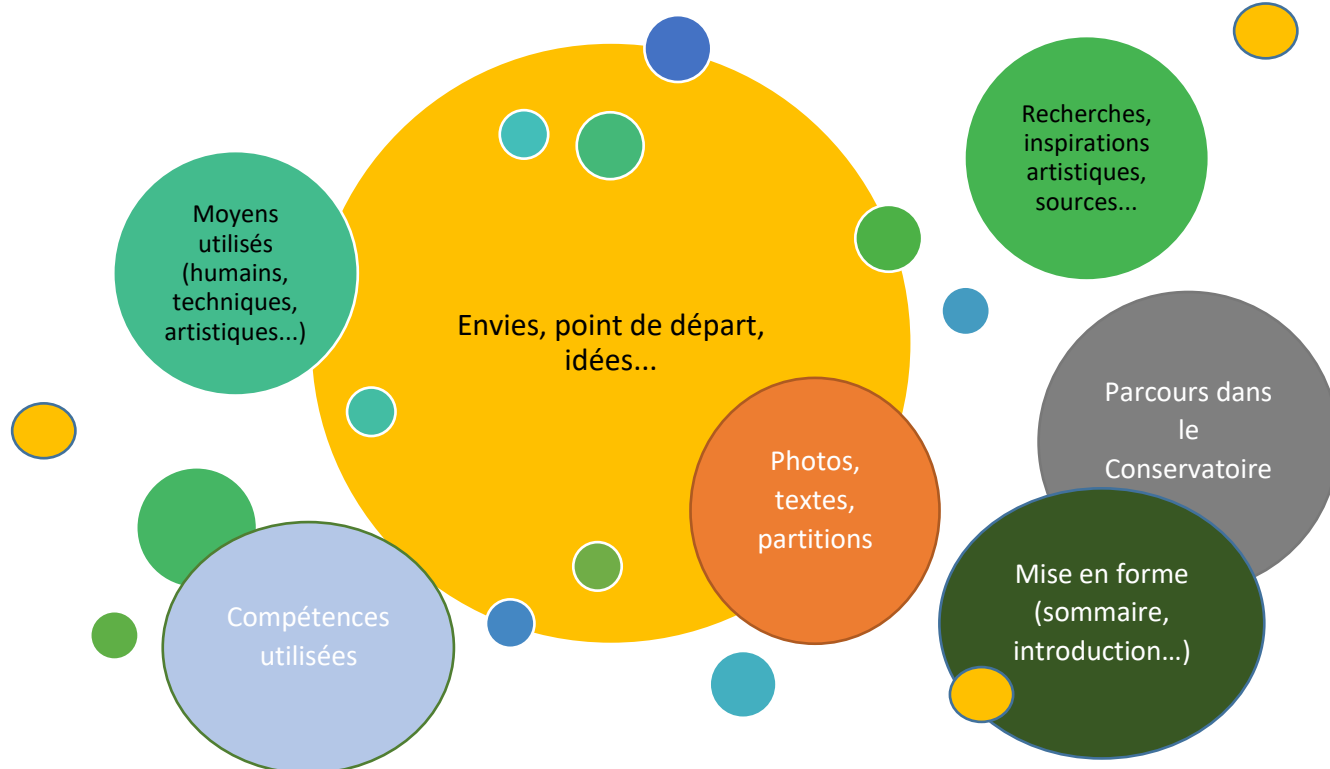 Recherches,
inspirations
artistiques,
sources...
Moyens
utilisés
(humains,
techniques,
artistiques...)
Envies, point de départ,
idées...
Parcours dans
le
Conservatoire
Photos,
textes,
partitions
Mise en forme
(sommaire,
introduction...)
Compétences
utilisées